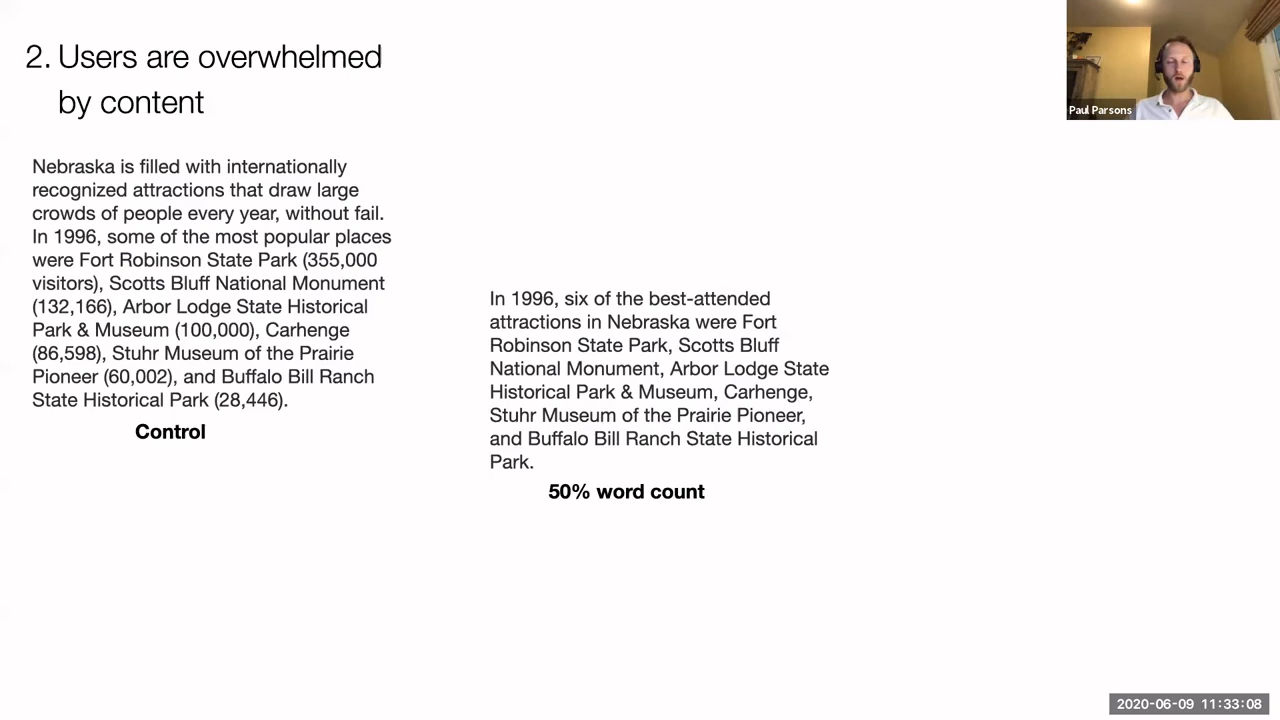 2. Users are overwhelmed
by content
Paul Parsons
Nebraska is filled with internationally
recognized attractions that draw large
crowds of people every year, without fail.
In 1996, some of the most popular places
were Fort Robinson State Park (355,000
visitors), Scotts Bluff National Monument
(132,166), Arbor Lodge State Historical
Park & Museum (100,000), Carhenge
(86,598), Stuhr Museum of the Prairie
Pioneer (60,002), and Buffalo Bill Ranch
State Historical Park (28,446).
Control
In 1996, six of the best-attended
attractions in Nebraska were Fort
Robinson State Park, Scotts Bluff
National Monument, Arbor Lodge State
Historical Park & Museum, Carhenge,
Stuhr Museum of the Prairie Pioneer,
and Buffalo Bill Ranch State Historical
Park.
50% word count
2020-06-09 11:33:08